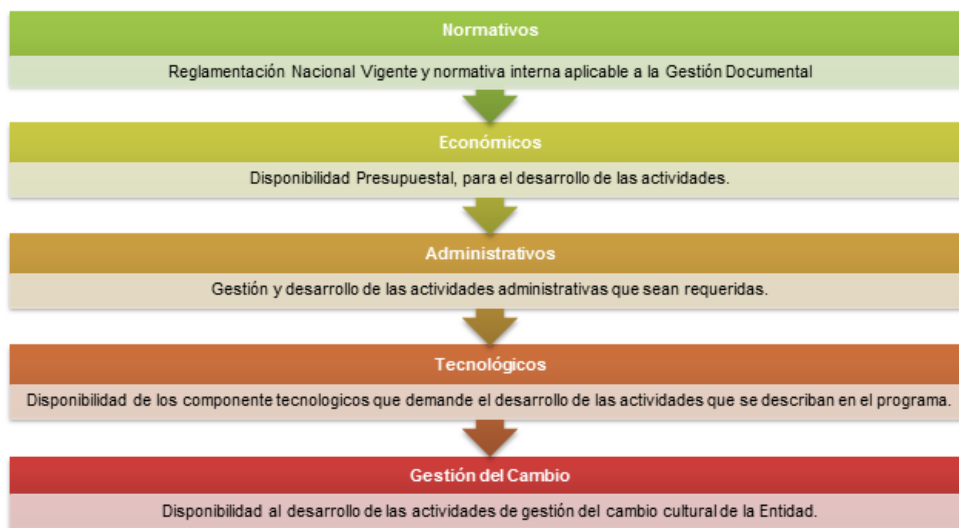 Normativos
Reglamentación Nacional Vigente y normativa interna aplicable a la Gestión Documental
Económicos
Disponibilidad Presupuestal, para el desarrollo de las actividades.
Administrativos
Gestión y desarrollo de las actividades administrativas que sean requeridas.
Tecnológicos
Disponibilidad de los componente tecnologicos que demande el desarrollo de las actividades que se describan en el programa.
Gestión del Cambio
Disponibilidad al desarrollo de las actividades de gestión del cambio cultural de la Entidad.